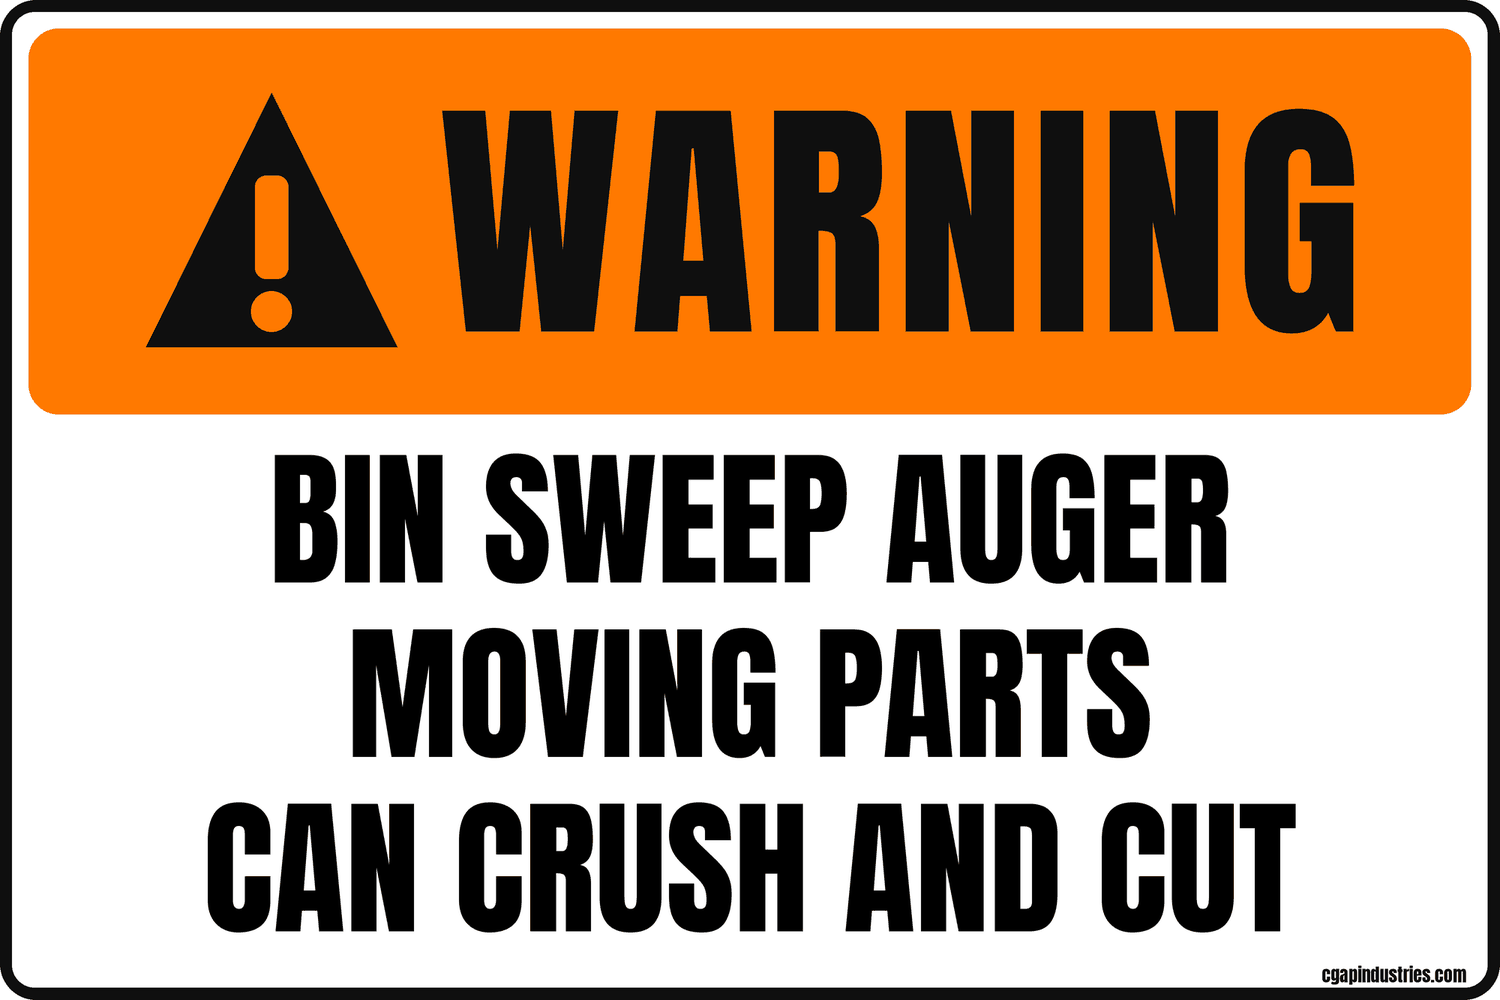 WARNING
BIN SWEEP AUGER
MOVING PARTS
CAN CRUSH AND CUT
cgapindustries.com